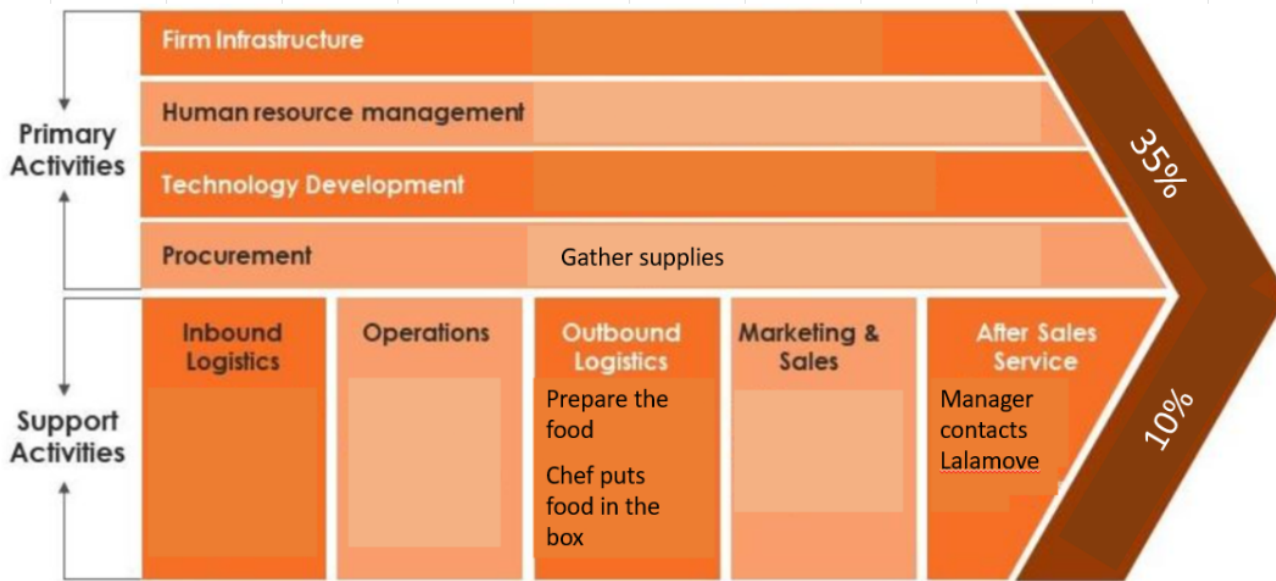 Primary
Activities
Firm Infrastructure
Human resource management
Technology Development
Procurement
Gather supplies
35%
Support
Activities
Inbound
Logistics
Operations
Outbound
Logistics
Prepare the
food
Chef puts
food in the
box
Marketing &
Sales
After Sales
Service
Manager
contacts
Lalamove
10%